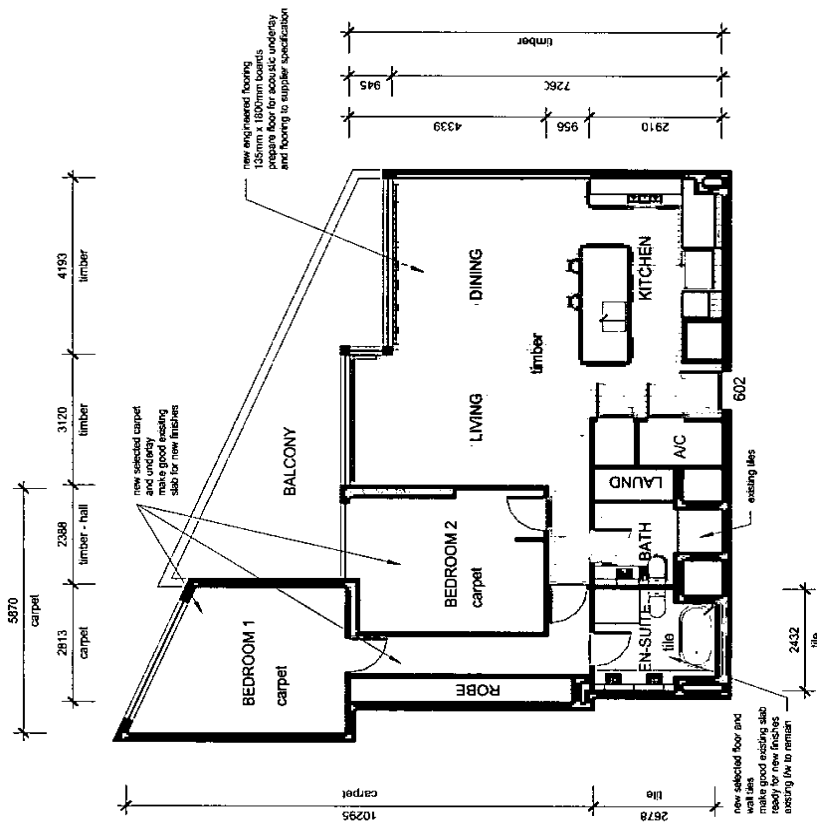 new engineered flooring
135mm x 1800mm boards
prepare floor for acoustic underlay
and flooring to supplier specification
timber
945
7260
4339
956
2910
4193
timber
3120
timber
2388
timber - hall
5870
carpet
2813
carpet
new selected carpet
and underlay
make good existing
slab for new finishes
BALCONY
DINING
LIVING
KITCHEN
timber
602
A/C
LAUND
existing tiles
BATH
BEDROOM 2
carpet
BEDROOM 1
carpet
ROBE
EN-SUITE
tile
2432
tile
10295
carpet
2678
tile
new selected floor and
wall tiles
make good existing slab
ready for new finishes
existing f/w to remain